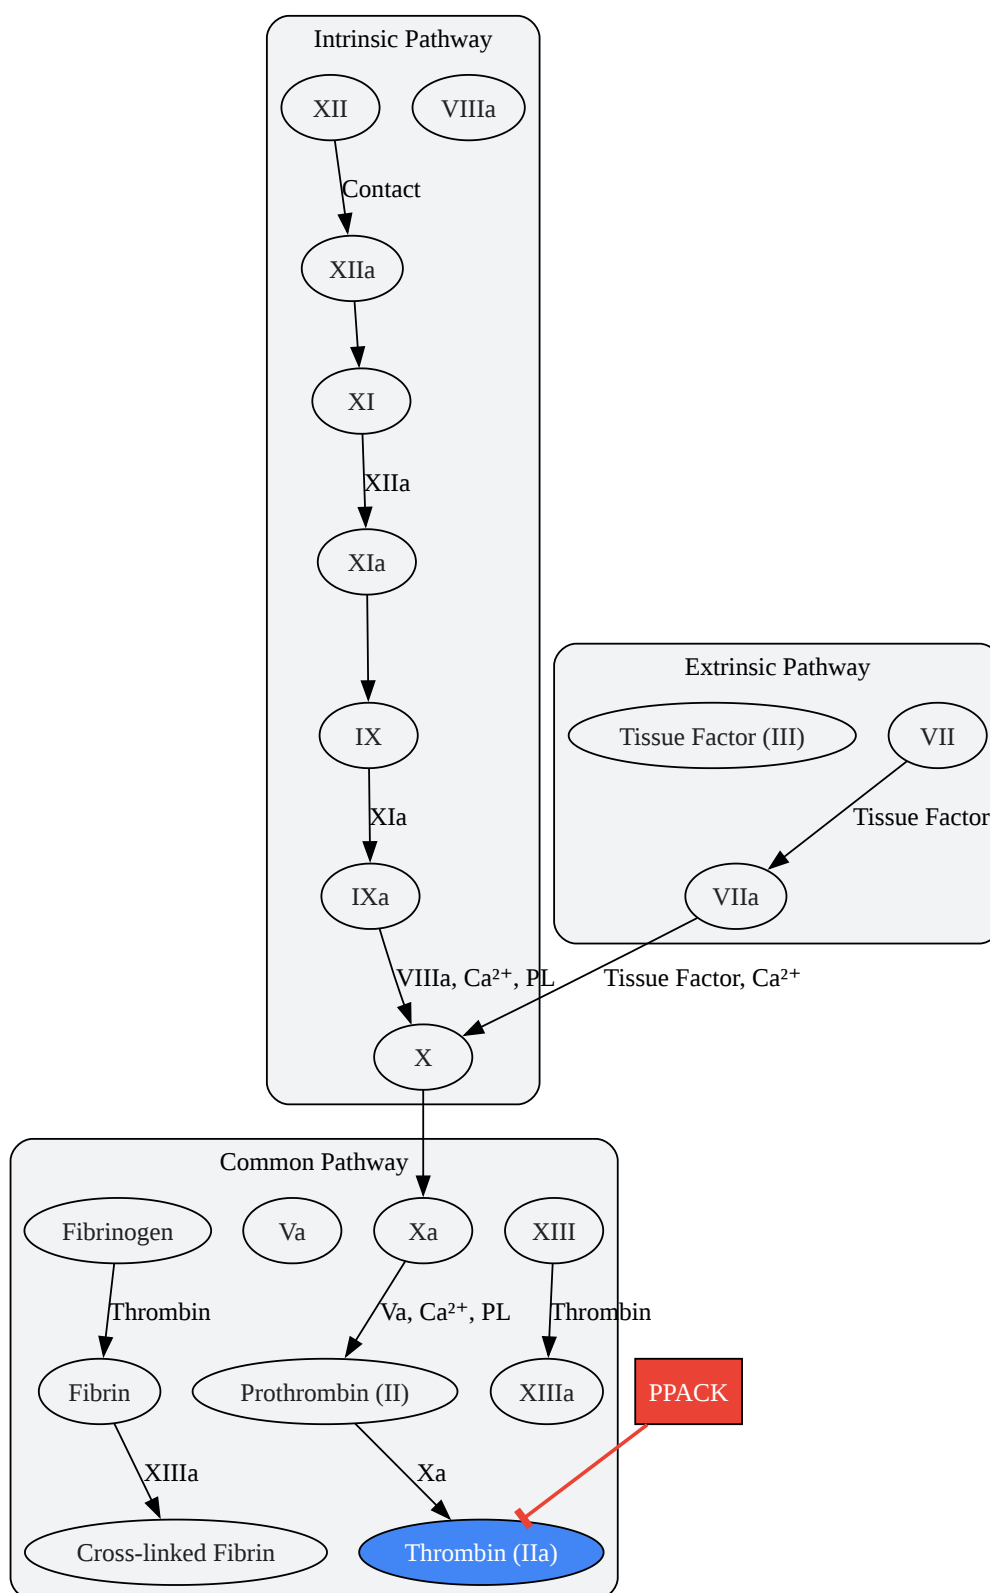 Intrinsic Pathway
XII
VIIIa
Contact
XIIa
XI
XIIa
XIa
Extrinsic Pathway
IX
Tissue Factor (III)
VII
XIa
Tissue Factor
IXa
VIIa
VIIIa, Ca²⁺, PL
Tissue Factor, Ca²⁺
X
Common Pathway
Fibrinogen
Va
Xa
XIII
Thrombin
Va, Ca²⁺, PL
Thrombin
Fibrin
Prothrombin (II)
XIIIa
PPACK
XIIIa
Xa
Cross-linked Fibrin
Thrombin (IIa)